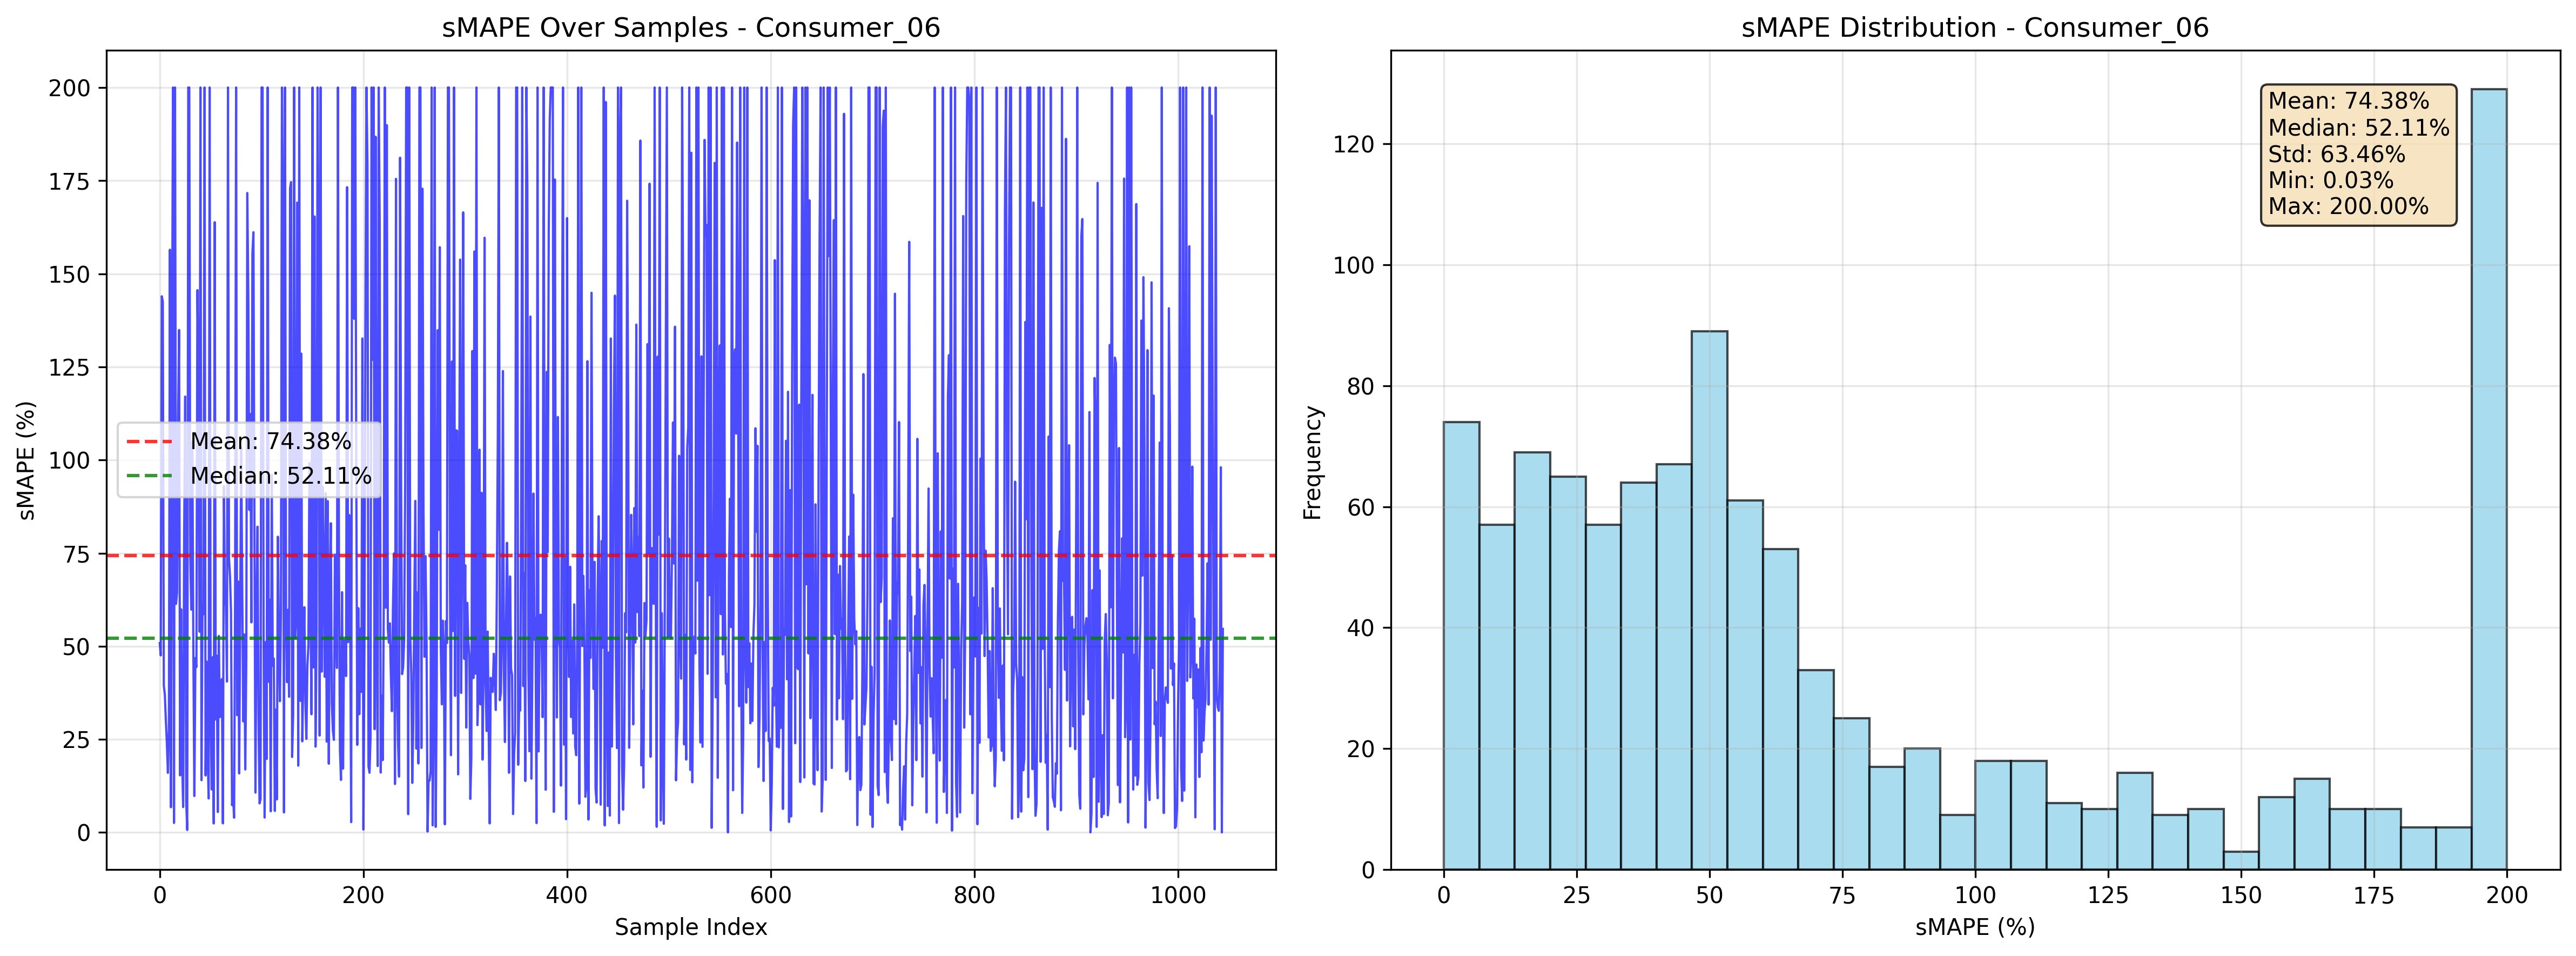 sMAPE Over Samples - Consumer_06
200
175
150
125
100
75
50
25
0
sMAPE (%)
Mean: 74.38%
Median: 52.11%
0
200
400
600
800
1000
Sample Index
sMAPE Distribution - Consumer_06
Mean: 74.38%
Median: 52.11%
Std: 63.46%
Min: 0.03%
Max: 200.00%
120
100
80
60
40
20
0
Frequency
0
25
50
75
100
125
150
175
200
sMAPE (%)